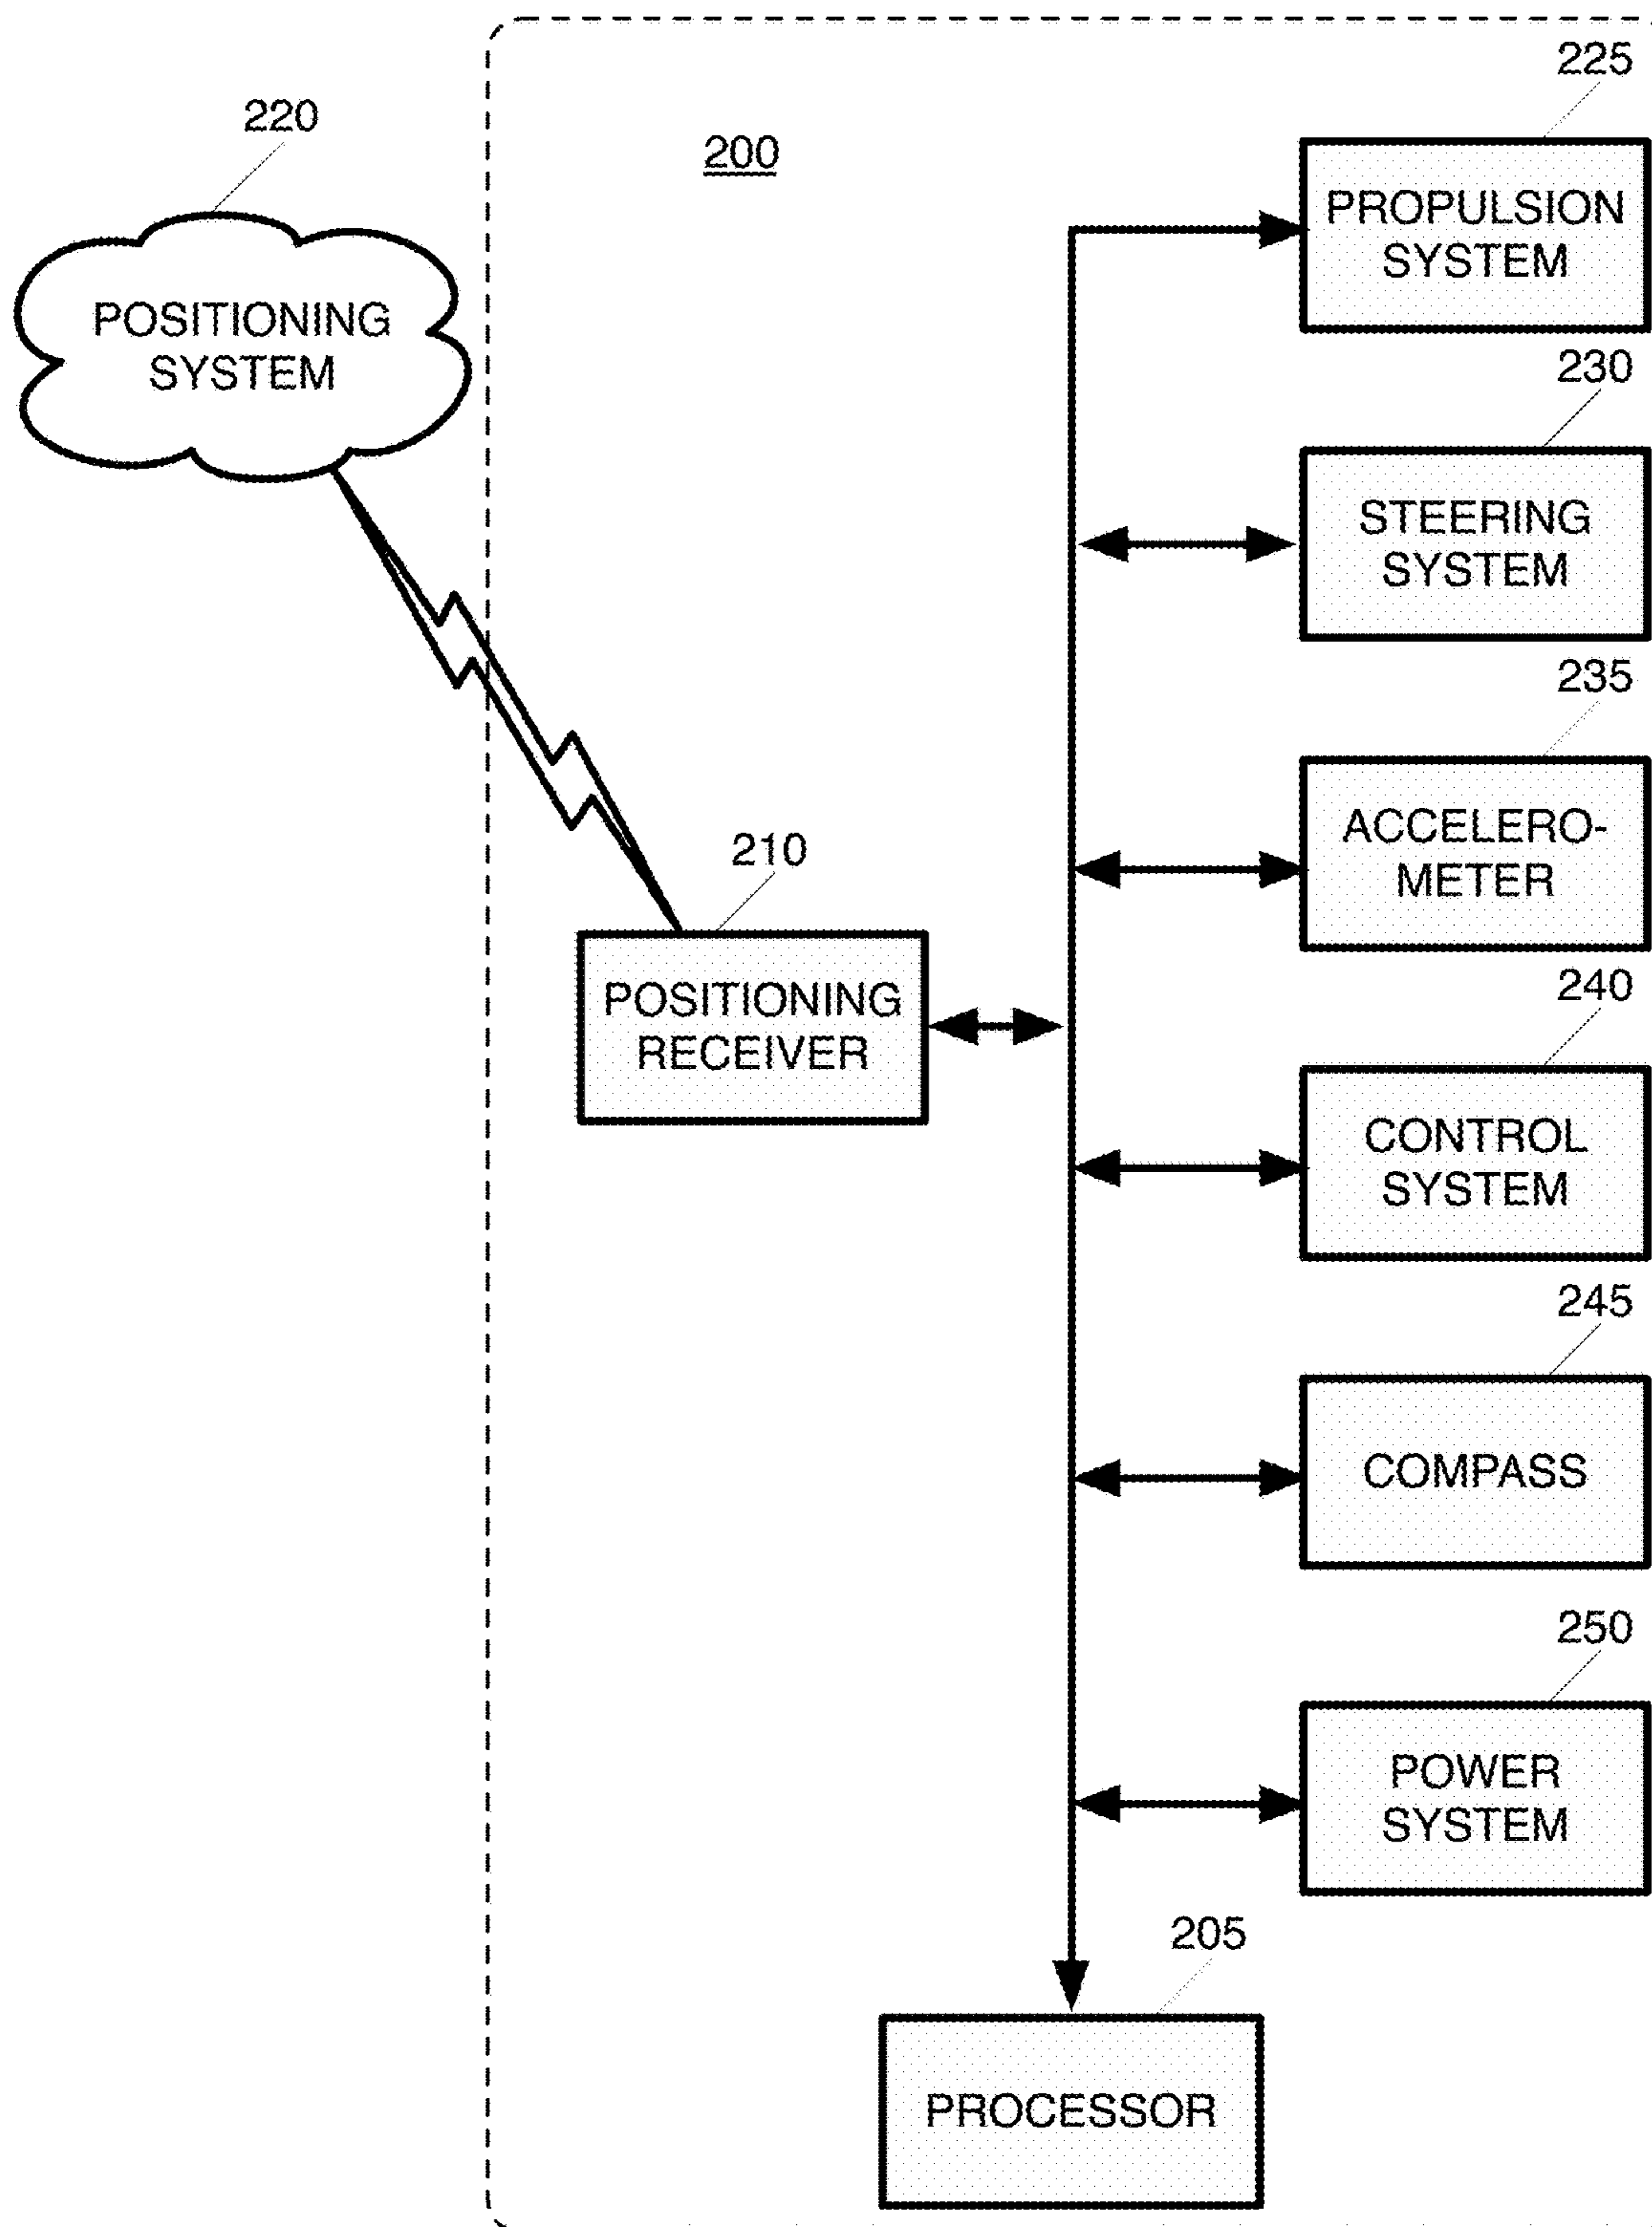 225
220
200
PROPULSION
SYSTEM
POSITIONING
SYSTEM
230
STEERING
SYSTEM
235
ACCELERO-
METER
210
POSITIONING
RECEIVER
240
CONTROL
SYSTEM
245
COMPASS
250
POWER
SYSTEM
205
PROCESSOR